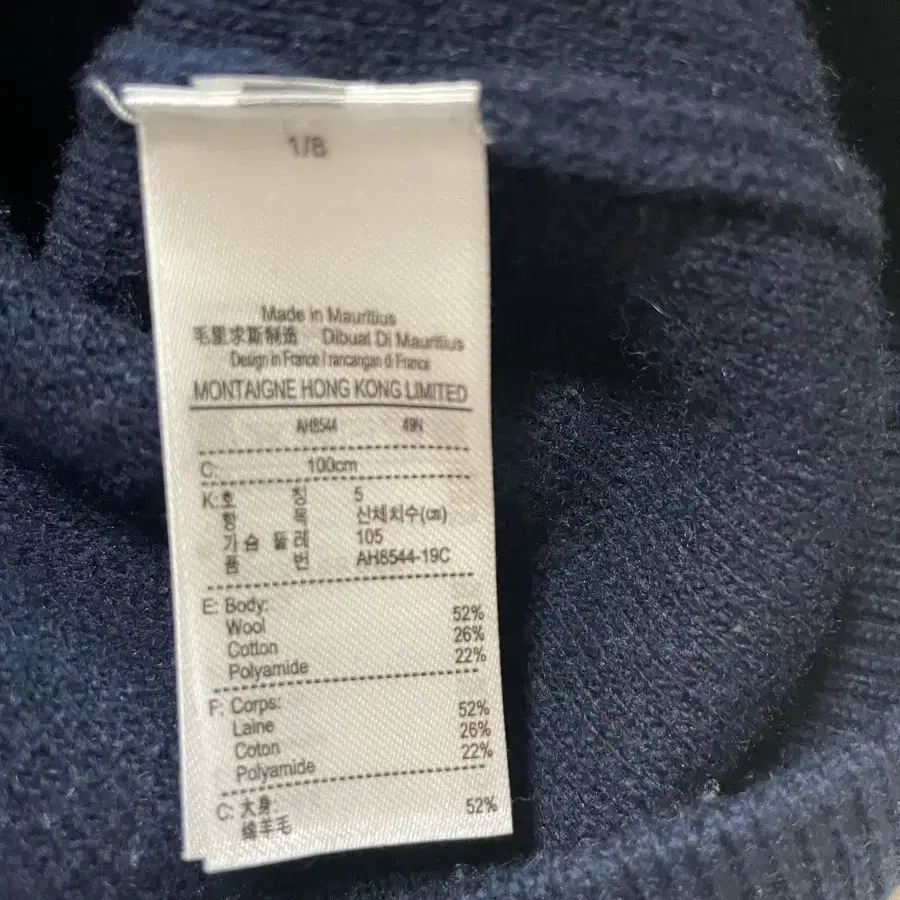 1/8
Made in Mauritius
毛里求斯制造 Dibuat Di Mauritius
Design in France / rancangan di France
MONTAIGNE HONG KONG LIMITED
AH8544 49N
C: 100cm
K: 호 칭 5
항 목 신체치수(㎝)
가 슴 둘 레 105
품 번 AH8544-19C
E: Body:
Wool 52%
Cotton 26%
Polyamide 22%
F: Corps:
Laine 52%
Coton 26%
Polyamide 22%
C: 大身:
绵羊毛 52%